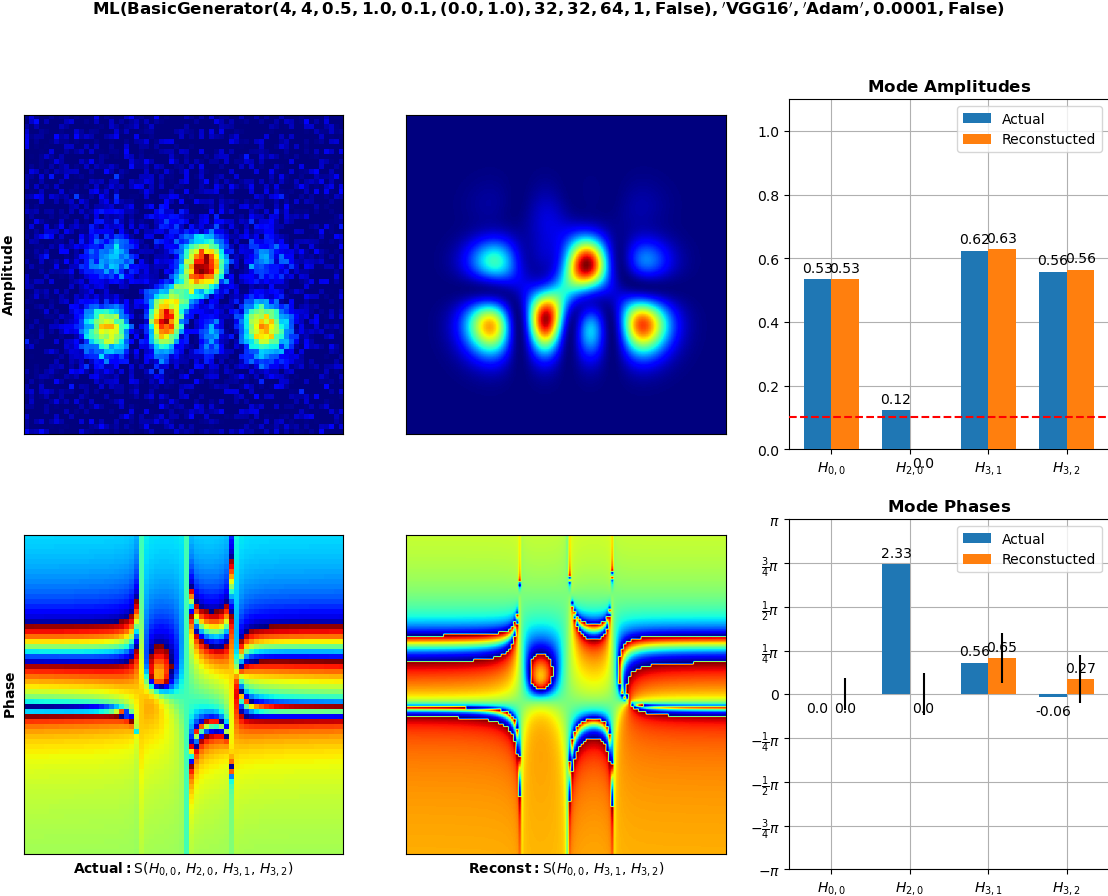 ML(BasicGenerator(4, 4, 0.5, 1.0, 0.1, (0.0, 1.0), 32, 32, 64, 1, False), 'VGG16', 'Adam', 0.0001, False)
Mode Amplitudes
Amplitude
Actual
Reconstucted
1.0
0.8
0.6
0.4
0.2
0.0
0.53
0.53
0.12
0.0
0.62
0.63
0.56
0.56
H0,0
H2,0
H3,1
H3,2
Mode Phases
Phase
Actual
Reconstucted
π
3/4π
1/2π
1/4π
0
−1/4π
−1/2π
−3/4π
−π
0.0
0.0
2.33
0.0
0.56
0.65
-0.06
0.27
H0,0
H2,0
H3,1
H3,2
Actual: S(H0,0, H2,0, H3,1, H3,2)
Reconst: S(H0,0, H3,1, H3,2)